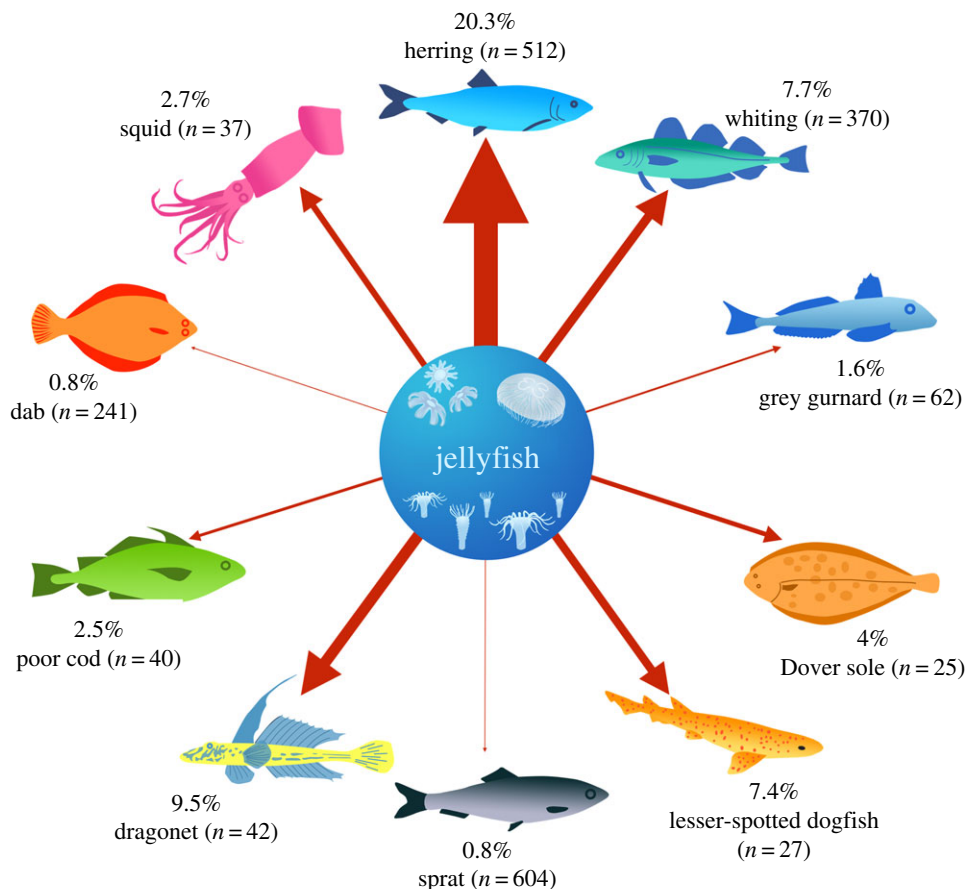 20.3%
herring (n = 512)
7.7%
whiting (n = 370)
2.7%
squid (n = 37)
0.8%
dab (n = 241)
1.6%
grey gurnard (n = 62)
jellyfish
2.5%
poor cod (n = 40)
4%
Dover sole (n = 25)
9.5%
dragonet (n = 42)
0.8%
sprat (n = 604)
7.4%
lesser-spotted dogfish
(n = 27)